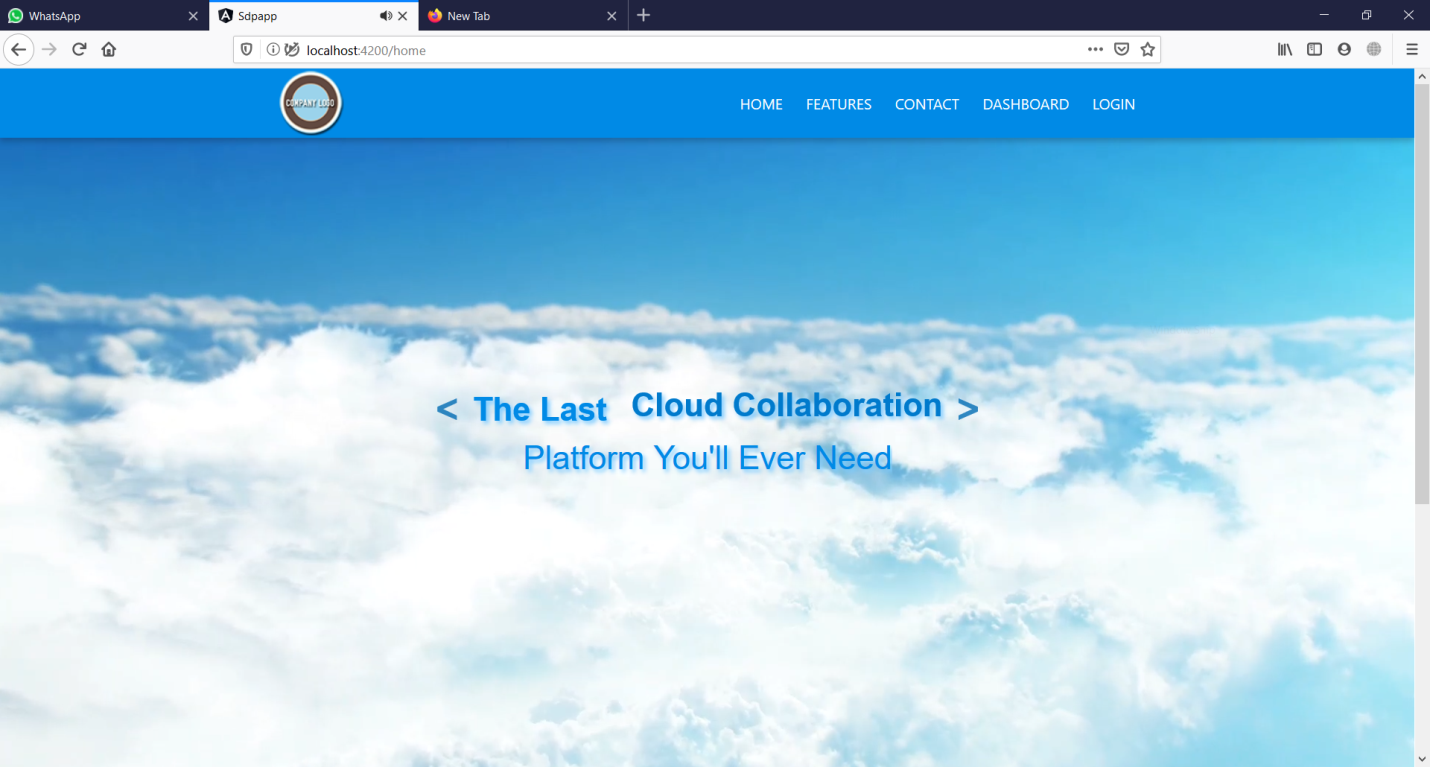 WhatsApp
Sdpapp
New Tab
localhost:4200/home
COMPANY LOGO
HOME FEATURES CONTACT DASHBOARD LOGIN
< The Last Cloud Collaboration >
Platform You'll Ever Need